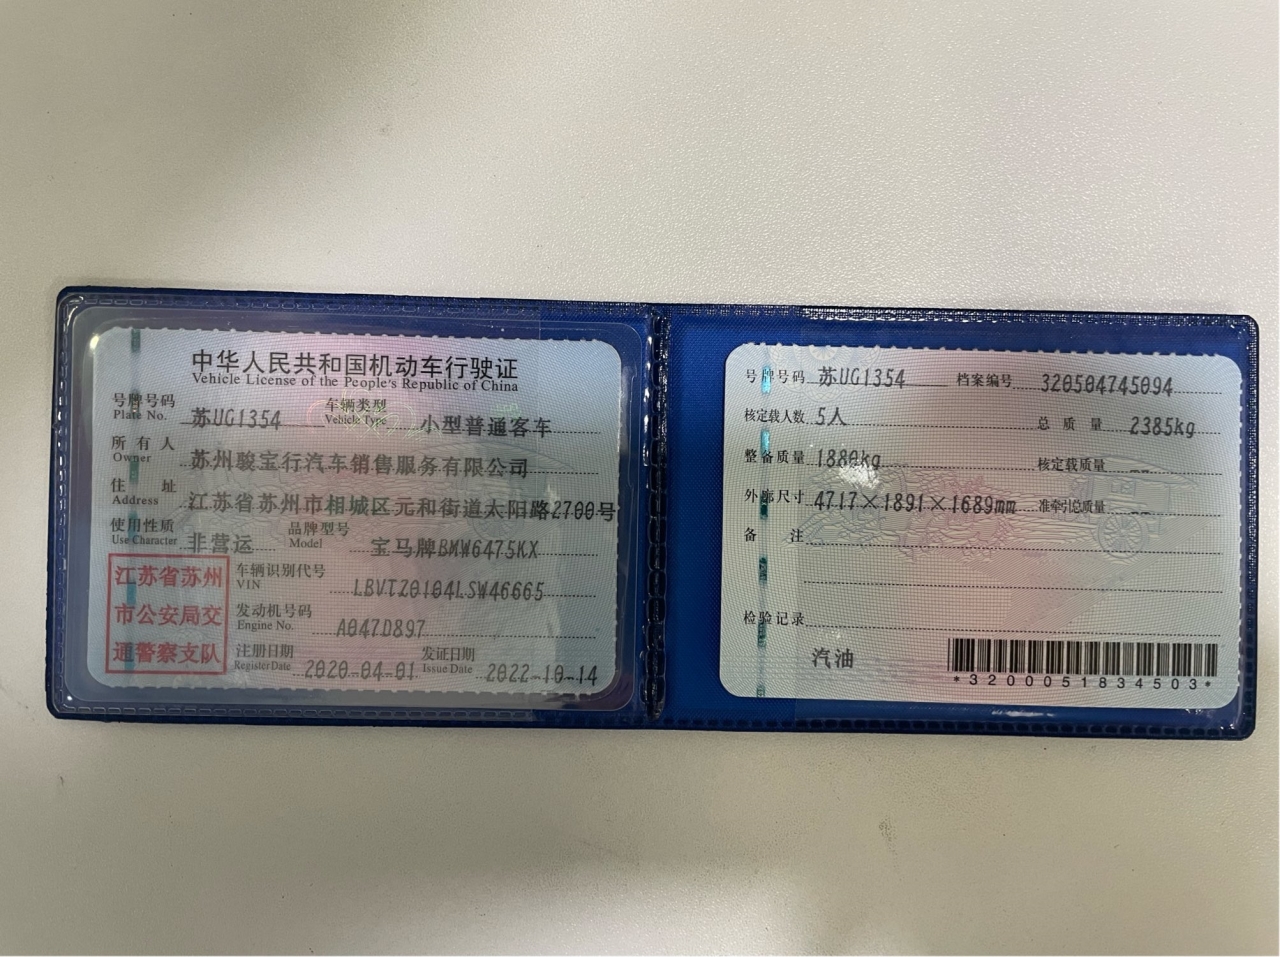 中华人民共和国机动车行驶证
Vehicle License of the People's Republic of China
号牌号码 苏UG1354 车辆类型 小型普通客车
Plate No. Vehicle Type
所有人 苏州骏宝行汽车销售服务有限公司
Owner
住址 江苏省苏州市相城区元和街道太阳路2700号
Address
使用性质 非营运 品牌型号 宝马牌BMW6475KX
Use Character Model
江苏省苏州
市公安局交
通警察支队
车辆识别代号 LBVTZ0104LSW46665
VIN
发动机号码 A047D897
Engine No.
注册日期 2020-04-01 发证日期 2022-10-14
Register Date Issue Date
号牌号码 苏UG1354 档案编号 320504745094
核定载人数 5人 总质量 2385kg
整备质量 1880kg 核定载质量 --
外廓尺寸 4717×1891×1689mm 准牵引总质量 --
备注
检验记录
汽油
*3200051834503*